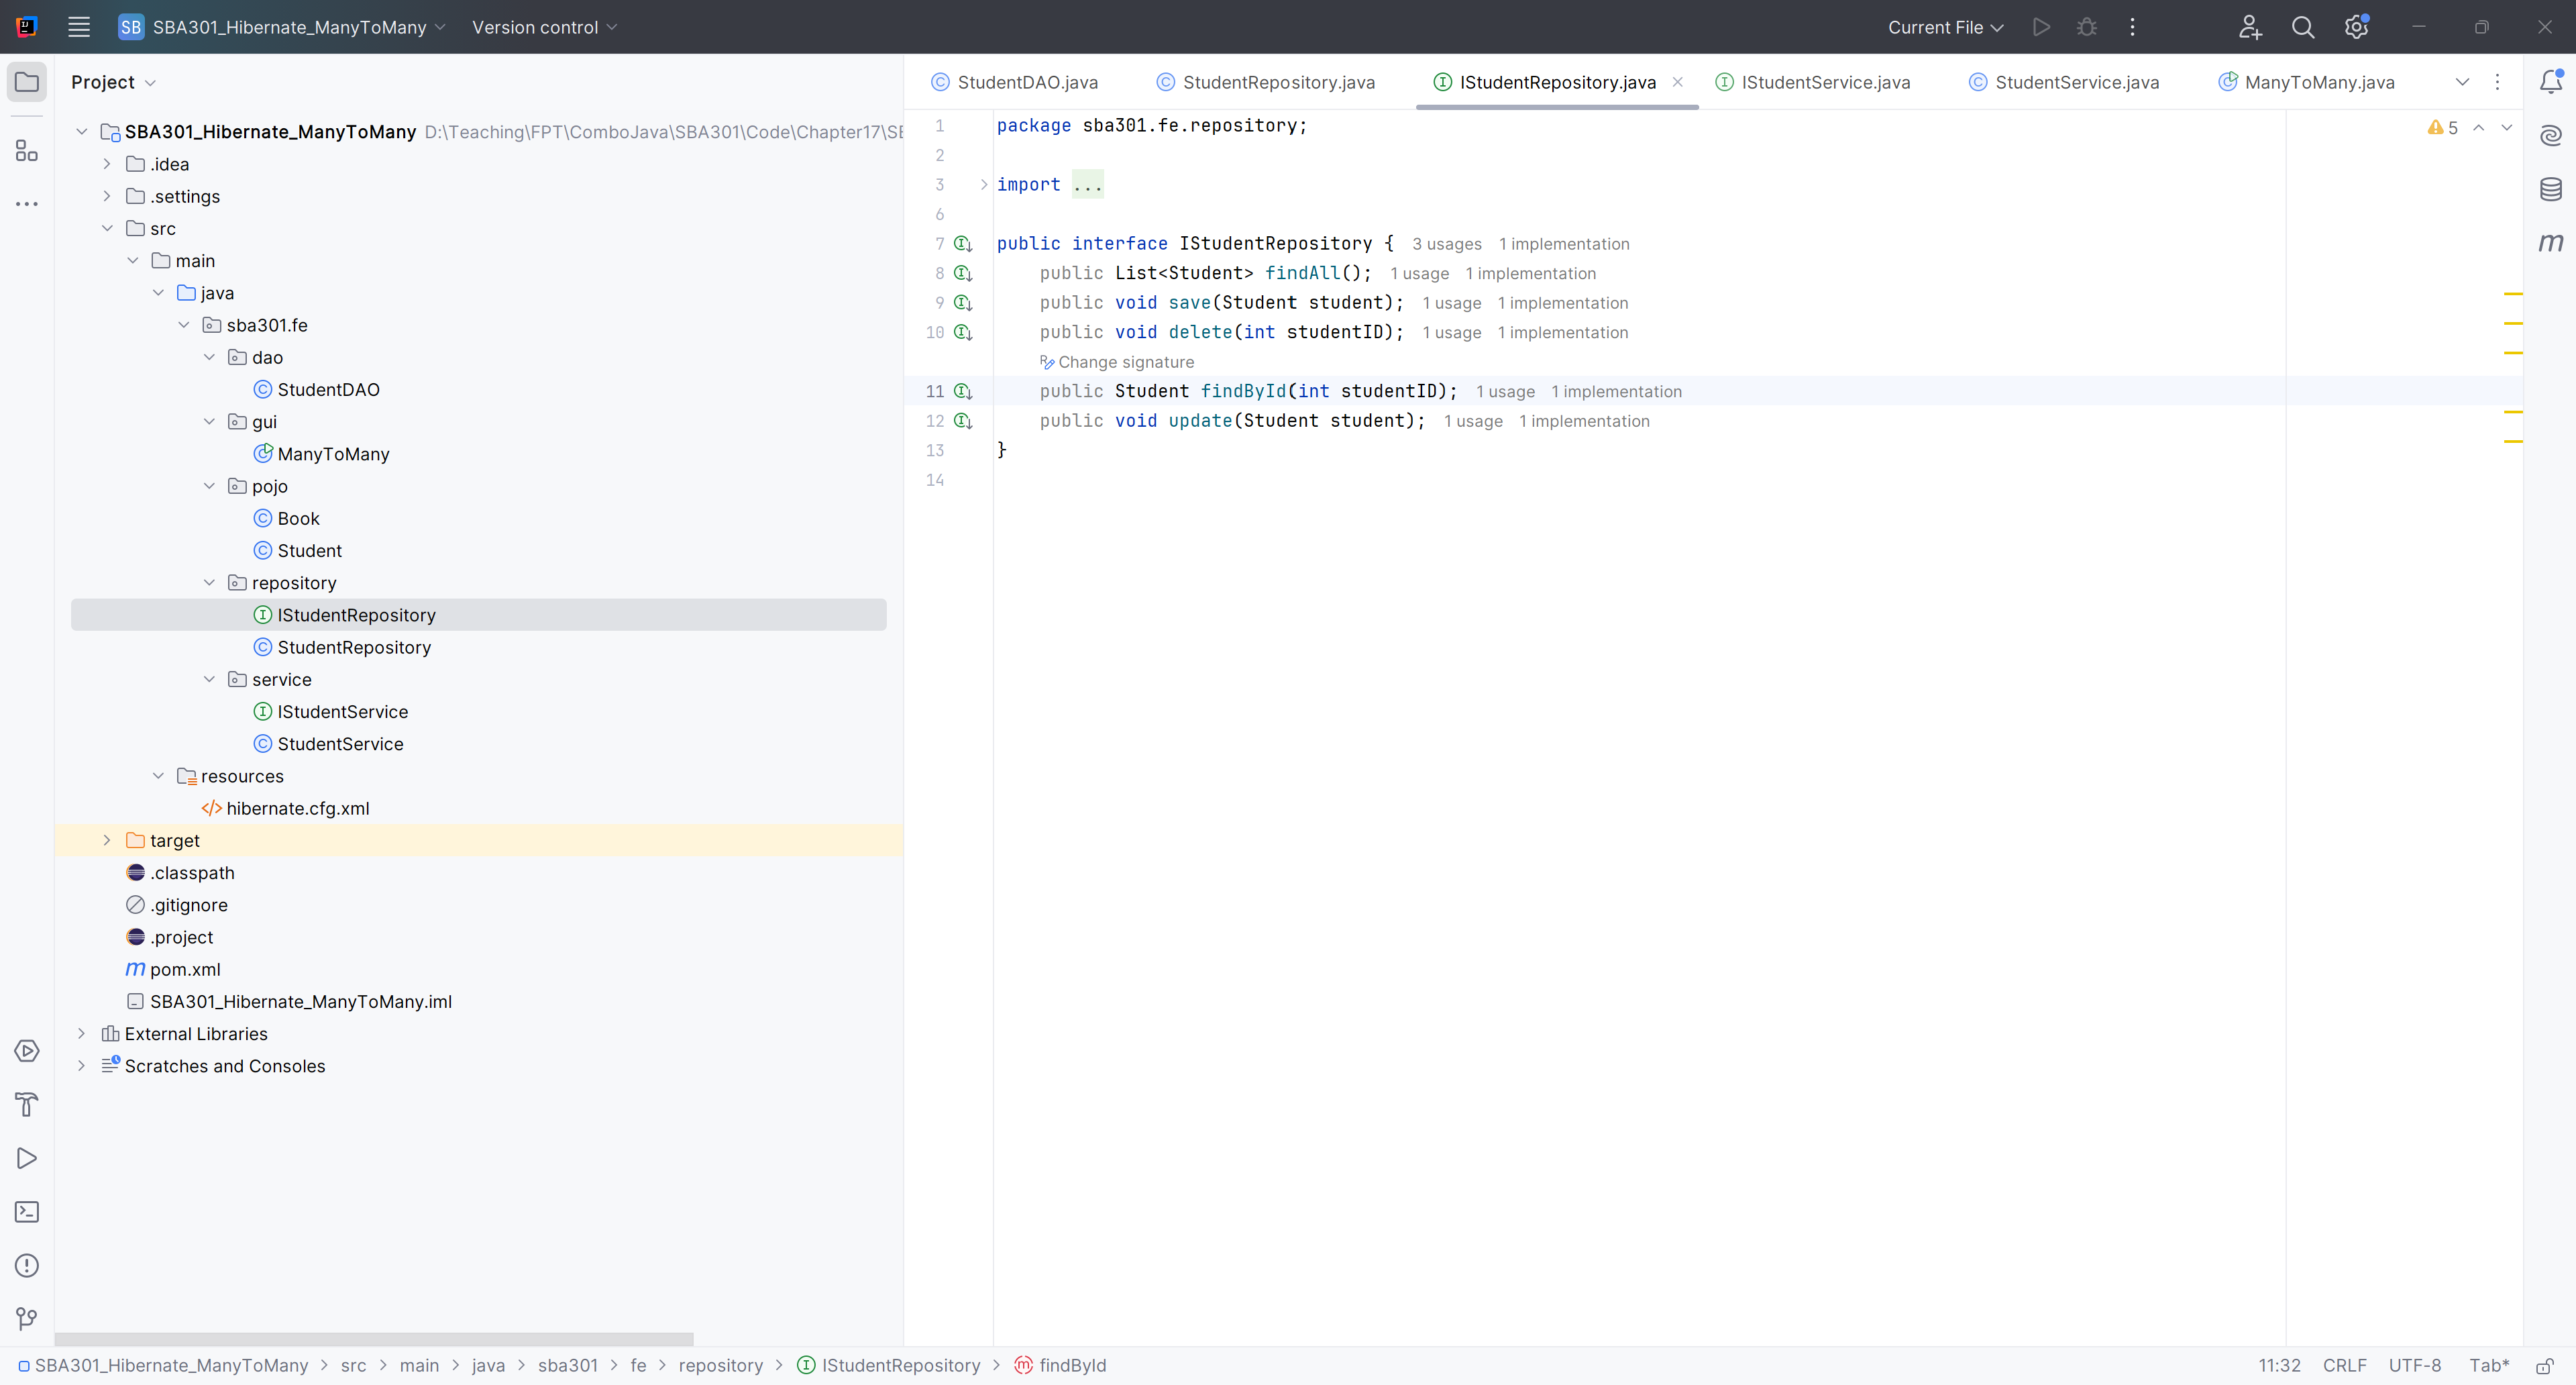 SB SBA301_Hibernate_ManyToMany Version control Current File
Project
SBA301_Hibernate_ManyToMany D:\Teaching\FPT\ComboJava\SBA301\Code\Chapter17\SE
.idea
.settings
src
main
java
sba301.fe
dao
StudentDAO
gui
ManyToMany
pojo
Book
Student
repository
IStudentRepository
StudentRepository
service
IStudentService
StudentService
resources
hibernate.cfg.xml
target
.classpath
.gitignore
.project
pom.xml
SBA301_Hibernate_ManyToMany.iml
External Libraries
Scratches and Consoles
StudentDAO.java StudentRepository.java IStudentRepository.java IStudentService.java StudentService.java ManyToMany.java
1 package sba301.fe.repository; 5
2
3 import ...
6
7 public interface IStudentRepository { 3 usages 1 implementation
8 public List<Student> findAll(); 1 usage 1 implementation
9 public void save(Student student); 1 usage 1 implementation
10 public void delete(int studentID); 1 usage 1 implementation
Change signature
11 public Student findById(int studentID); 1 usage 1 implementation
12 public void update(Student student); 1 usage 1 implementation
13 }
14
SBA301_Hibernate_ManyToMany > src > main > java > sba301 > fe > repository > IStudentRepository > findById 11:32 CRLF UTF-8 Tab*